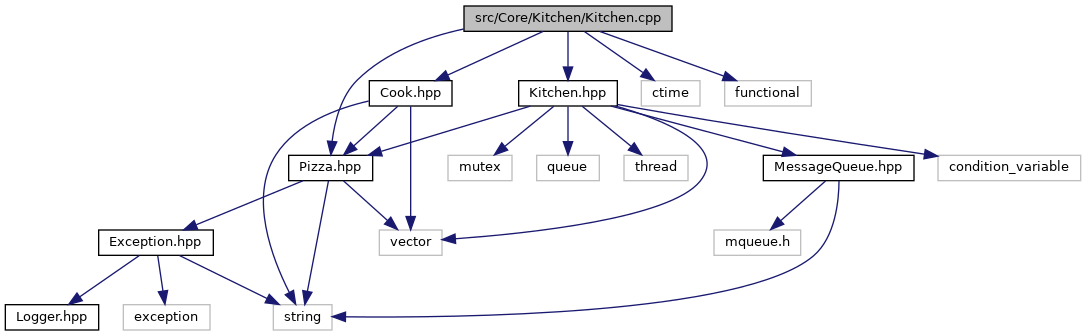 src/Core/Kitchen/Kitchen.cpp
Cook.hpp
Kitchen.hpp
ctime
functional
Pizza.hpp
mutex
queue
thread
MessageQueue.hpp
condition_variable
Exception.hpp
vector
mqueue.h
Logger.hpp
exception
string